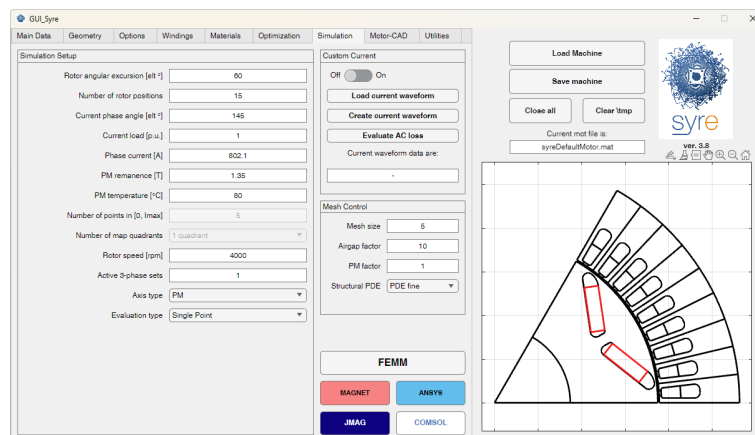 GUI_Syre
Main Data Geometry Options Windings Materials Optimization Simulation Motor-CAD Utilities
Simulation Setup
Rotor angular excursion [elt °] 60
Number of rotor positions 15
Current phase angle [elt °] 145
Current load [p.u.] 1
Phase current [A] 802.1
PM remanence [T] 1.35
PM temperature [°C] 80
Number of points in [0, Imax] 5
Number of map quadrants 1 quadrant
Rotor speed [rpm] 4000
Active 3-phase sets 1
Axis type PM
Evaluation type Single Point
Custom Current
Off On
Load current waveform
Create current waveform
Evaluate AC loss
Current waveform data are:
-
Mesh Control
Mesh size 5
Airgap factor 10
PM factor 1
Structural PDE PDE fine
FEMM
MAGNET ANSYS
JMAG COMSOL
Load Machine
Save machine
Close all Clear \tmp
Current mot file is:
syreDefaultMotor.mat
syre
ver. 3.8